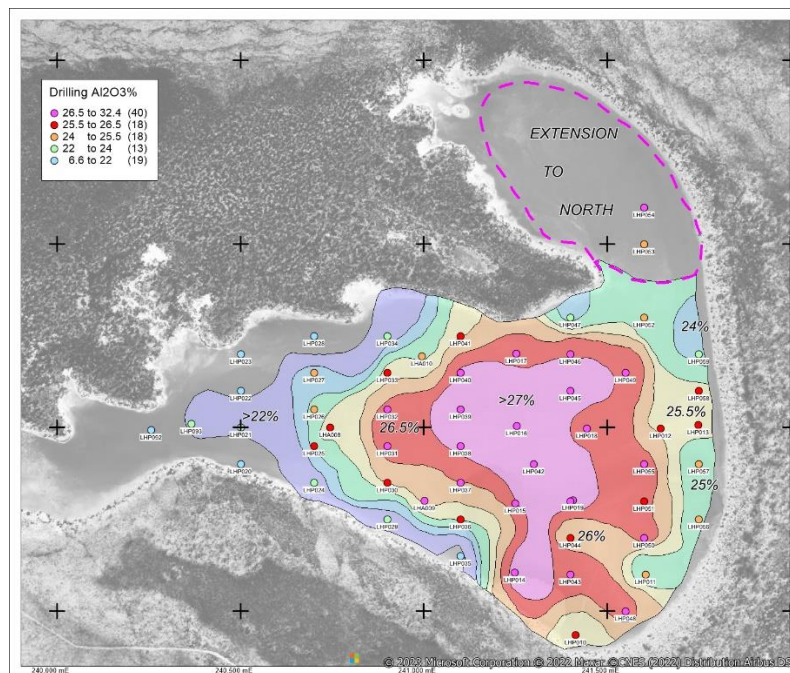 Drilling Al2O3%
26.5 to 32.4 (40)
25.5 to 26.5 (18)
24 to 25.5 (18)
22 to 24 (13)
6.6 to 22 (19)
EXTENSION
TO
NORTH
LHP054
LHP053
LHP047
LHP052
24%
LHP028
LHP034
LHP041
LHP023
LHA010
LHP017
LHP046
LHP059
LHP027
LHP033
LHP040
LHP049
LHP022
LHP045
LHP058
>22%
LHP026
LHP032
LHP039
>27%
25.5%
LHP092
LHP093
LHP021
LHA008
26.5%
LHP016
LHP018
LHP012
LHP013
LHP025
LHP031
LHP038
LHP020
LHP042
LHP055
LHP057
LHP024
LHP030
LHP037
25%
LHA009
LHP015
LHP019
LHP051
LHP029
LHP036
LHP056
LHP044
26%
LHP050
LHP035
LHP014
LHP043
LHP011
LHP048
LHP010
© 2022 Microsoft Corporation © 2022 Maxar ©CNES (2022) Distribution Airbus DS
240,000 mE
240,500 mE
241,000 mE
241,500 mE